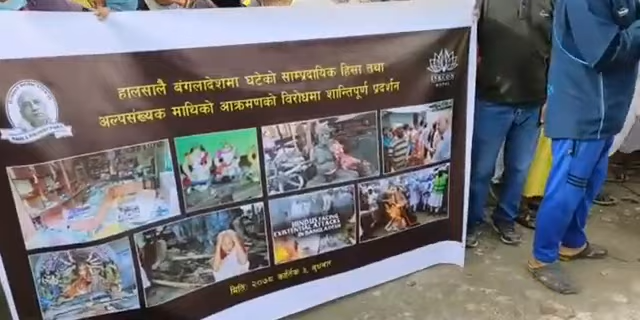 हालसालै बंगलादेशमा घटेको साम्प्रदायिक हिंसा तथा
अल्पसंख्यक माथिको आक्रमणको विरोधमा शान्तिपूर्ण प्रदर्शन
ISKCON
NEPAL
HINDUS FACING
EXISTENTIAL ATTACKS
IN BANGLADESH
मिति: २०७८ कार्तिक ३, बुधबार